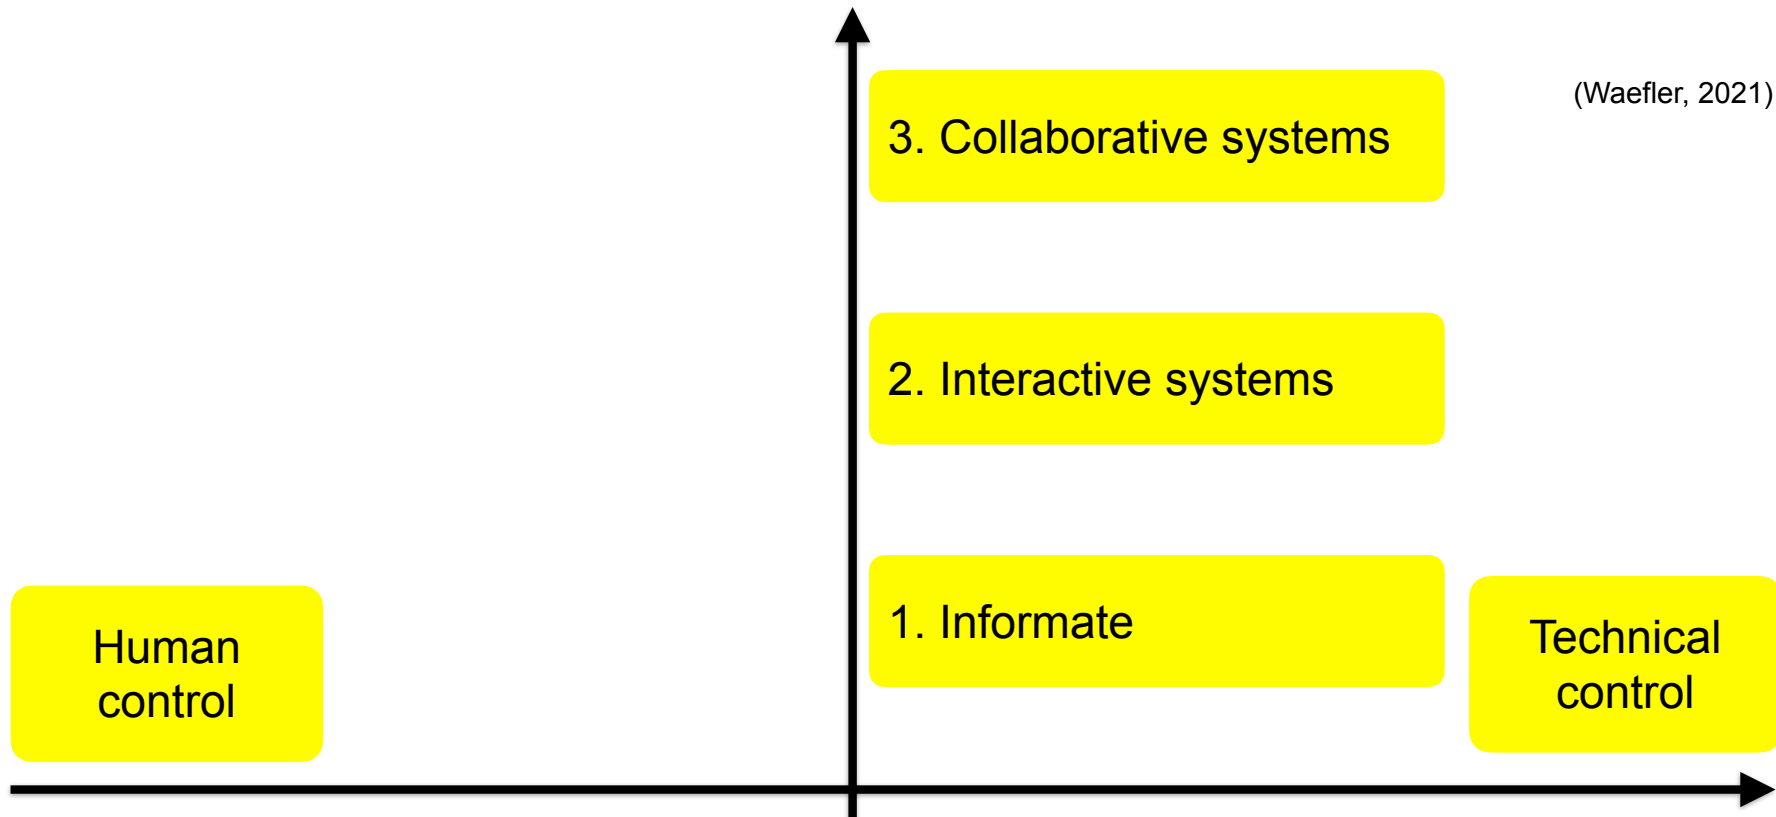 (Waefler, 2021)
3. Collaborative systems
2. Interactive systems
1. Informate
Human
control
Technical
control